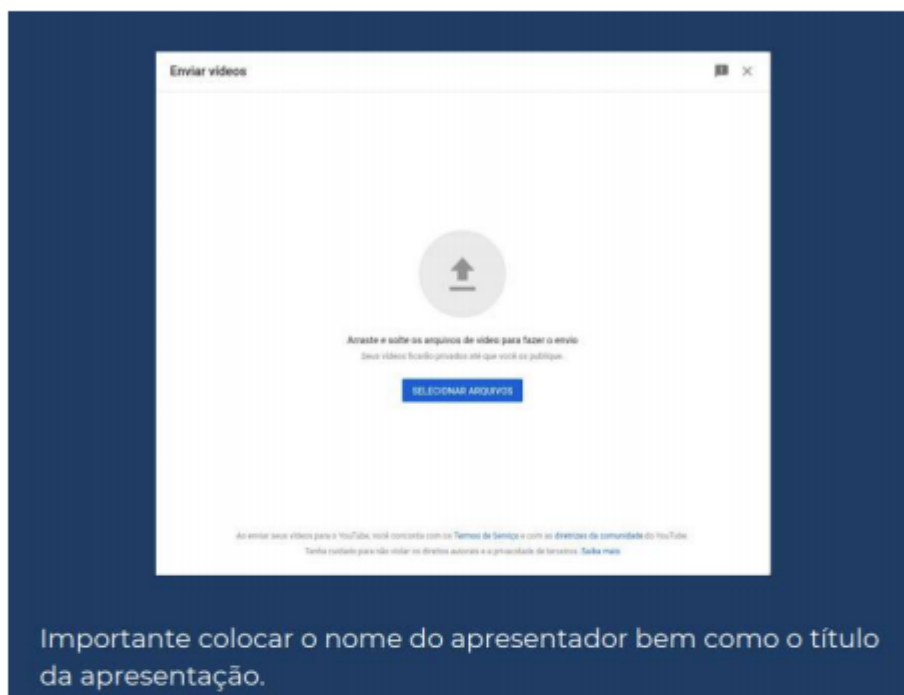 Enviar vídeos
Arraste e solte os arquivos de vídeo para fazer o envio
Seus vídeos ficarão privados até que você os publique.
SELECIONAR ARQUIVOS
Ao enviar seus vídeos para o YouTube, você concorda com os Termos de Serviço e com as diretrizes da comunidade do YouTube.
Tenha cuidado para não violar os direitos autorais e a privacidade de terceiros. Saiba mais
Importante colocar o nome do apresentador bem como o título
da apresentação.